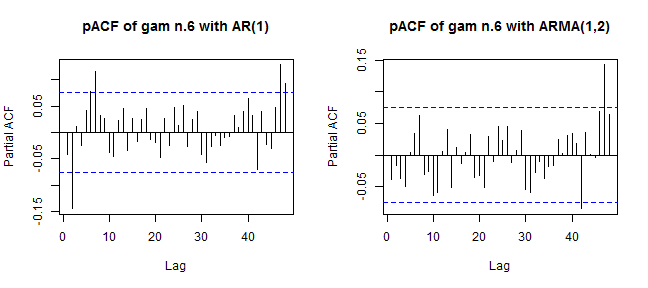 pACF of gam n.6 with AR(1)
pACF of gam n.6 with ARMA(1,2)
Partial ACF
0.05
-0.05
-0.15
0 10 20 30 40
Lag
Partial ACF
0.15
0.05
-0.05
0 10 20 30 40
Lag